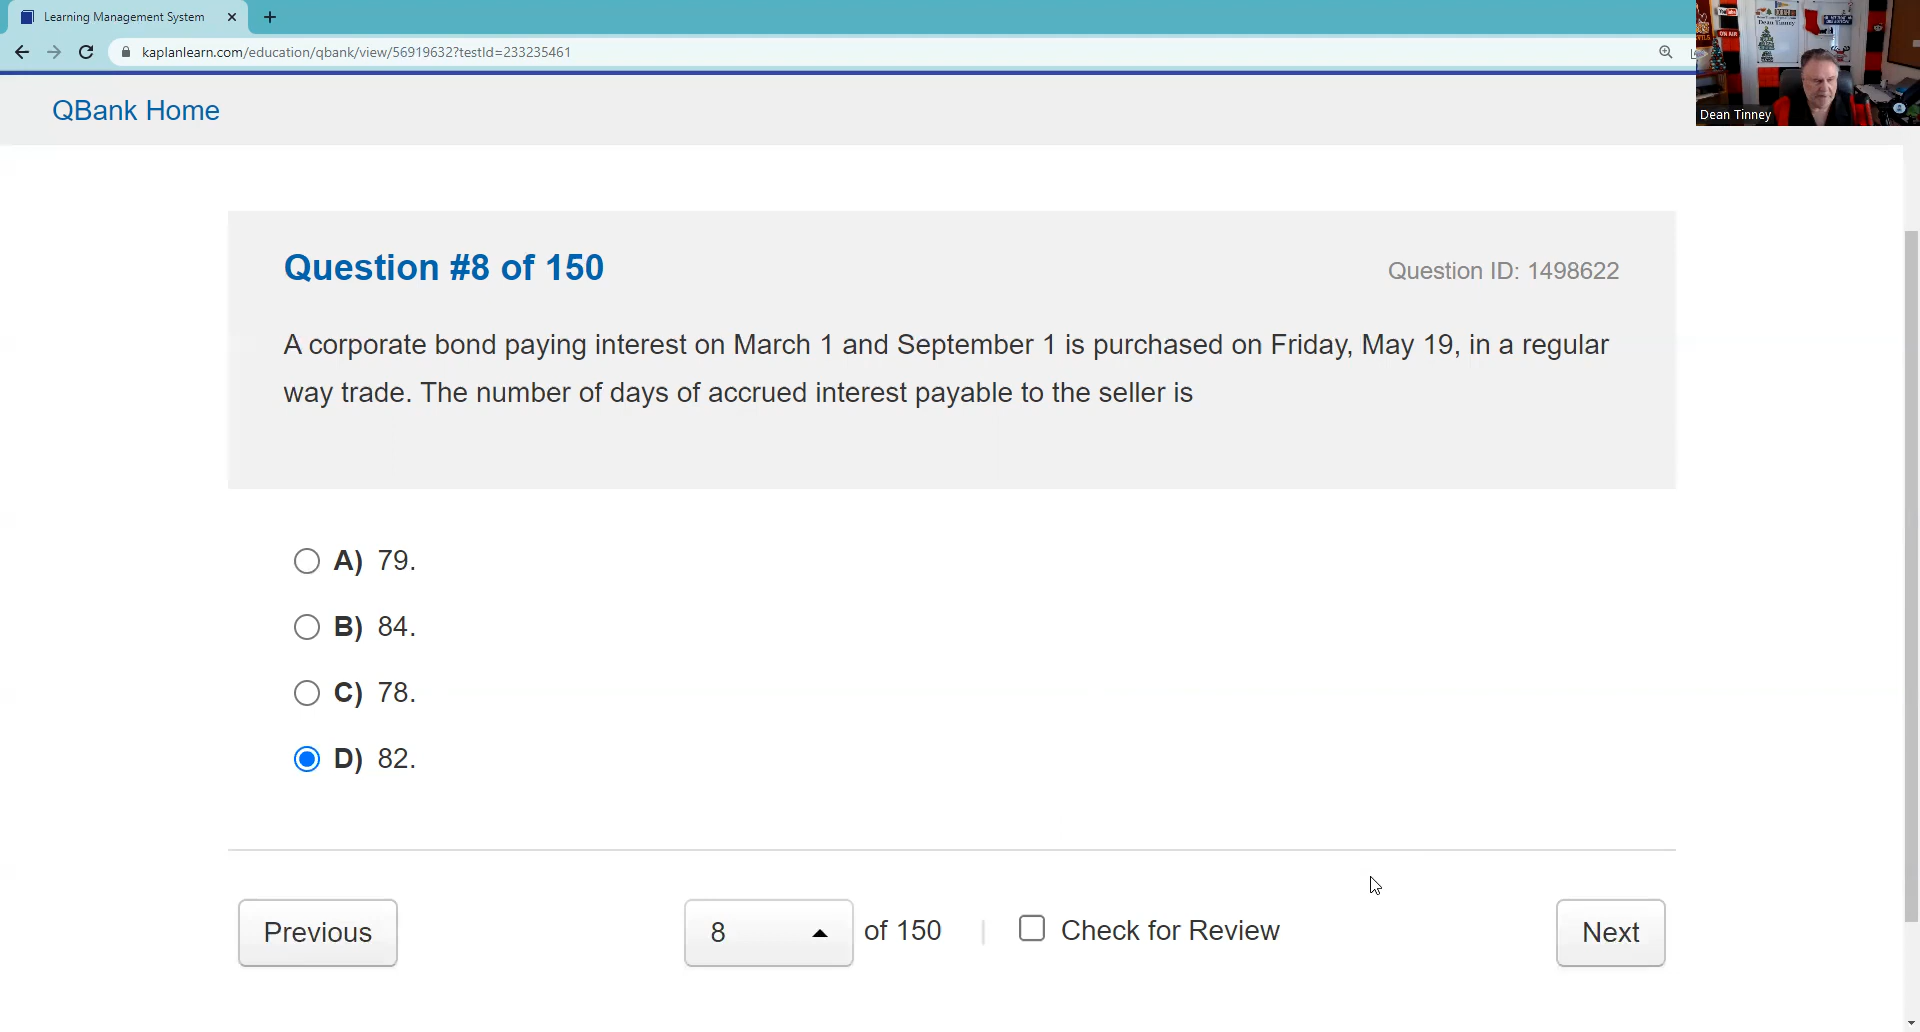 Learning Management System
kaplanlearn.com/education/qbank/view/56919632?testId=233235461
Dean Tinney
QBank Home
Question #8 of 150
Question ID: 1498622
A corporate bond paying interest on March 1 and September 1 is purchased on Friday, May 19, in a regular
way trade. The number of days of accrued interest payable to the seller is
A) 79.
B) 84.
C) 78.
D) 82.
Previous
8
of 150
Check for Review
Next